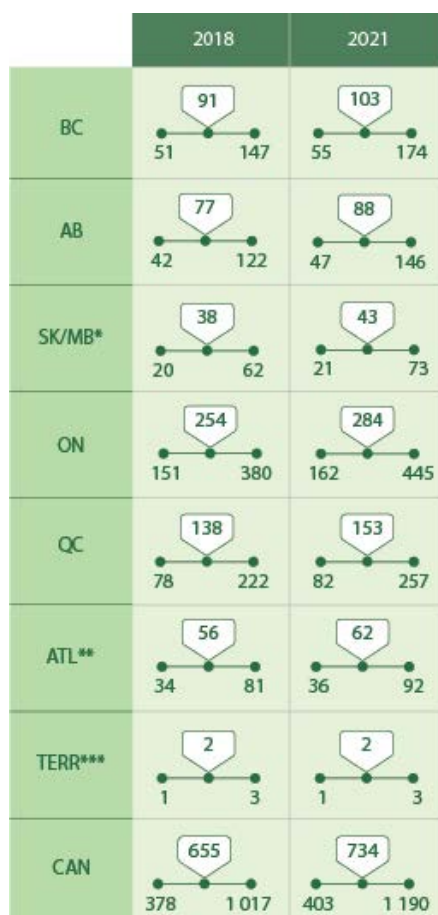 2018 2021
91 103
BC
51 147 55 174
77 88
AB
42 122 47 146
38 43
SK/MB*
20 62 21 73
254 284
ON
151 380 162 445
138 153
QC
78 222 82 257
56 62
ATL**
34 81 36 92
2 2
TERR***
1 3 1 3
655 734
CAN
378 1 017 403 1 190